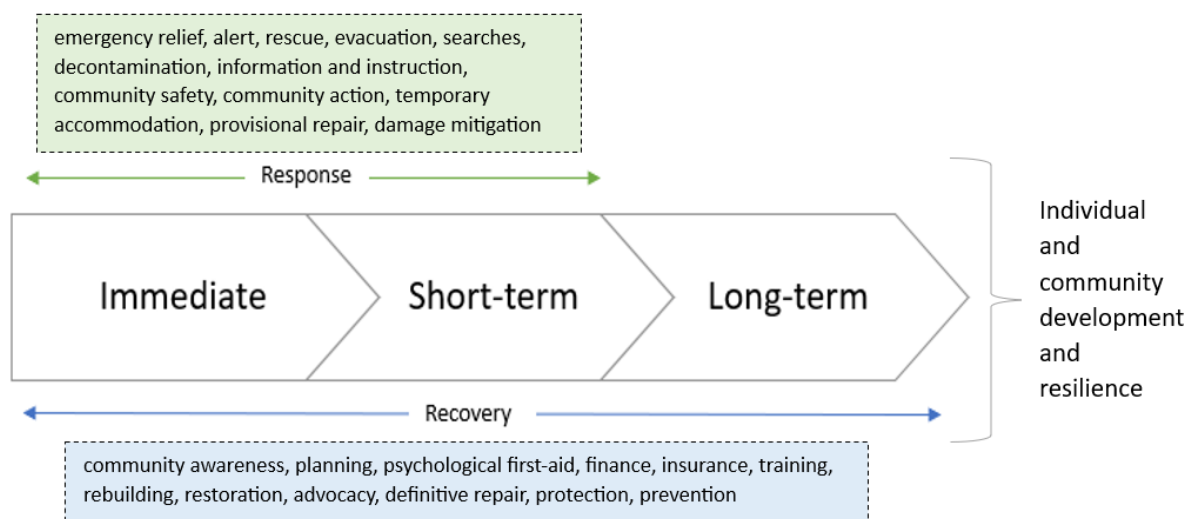 emergency relief, alert, rescue, evacuation, searches,
decontamination, information and instruction,
community safety, community action, temporary
accommodation, provisional repair, damage mitigation
Response
Immediate
Short-term
Long-term
Individual
and
community
development
and
resilience
Recovery
community awareness, planning, psychological first-aid, finance, insurance, training,
rebuilding, restoration, advocacy, definitive repair, protection, prevention